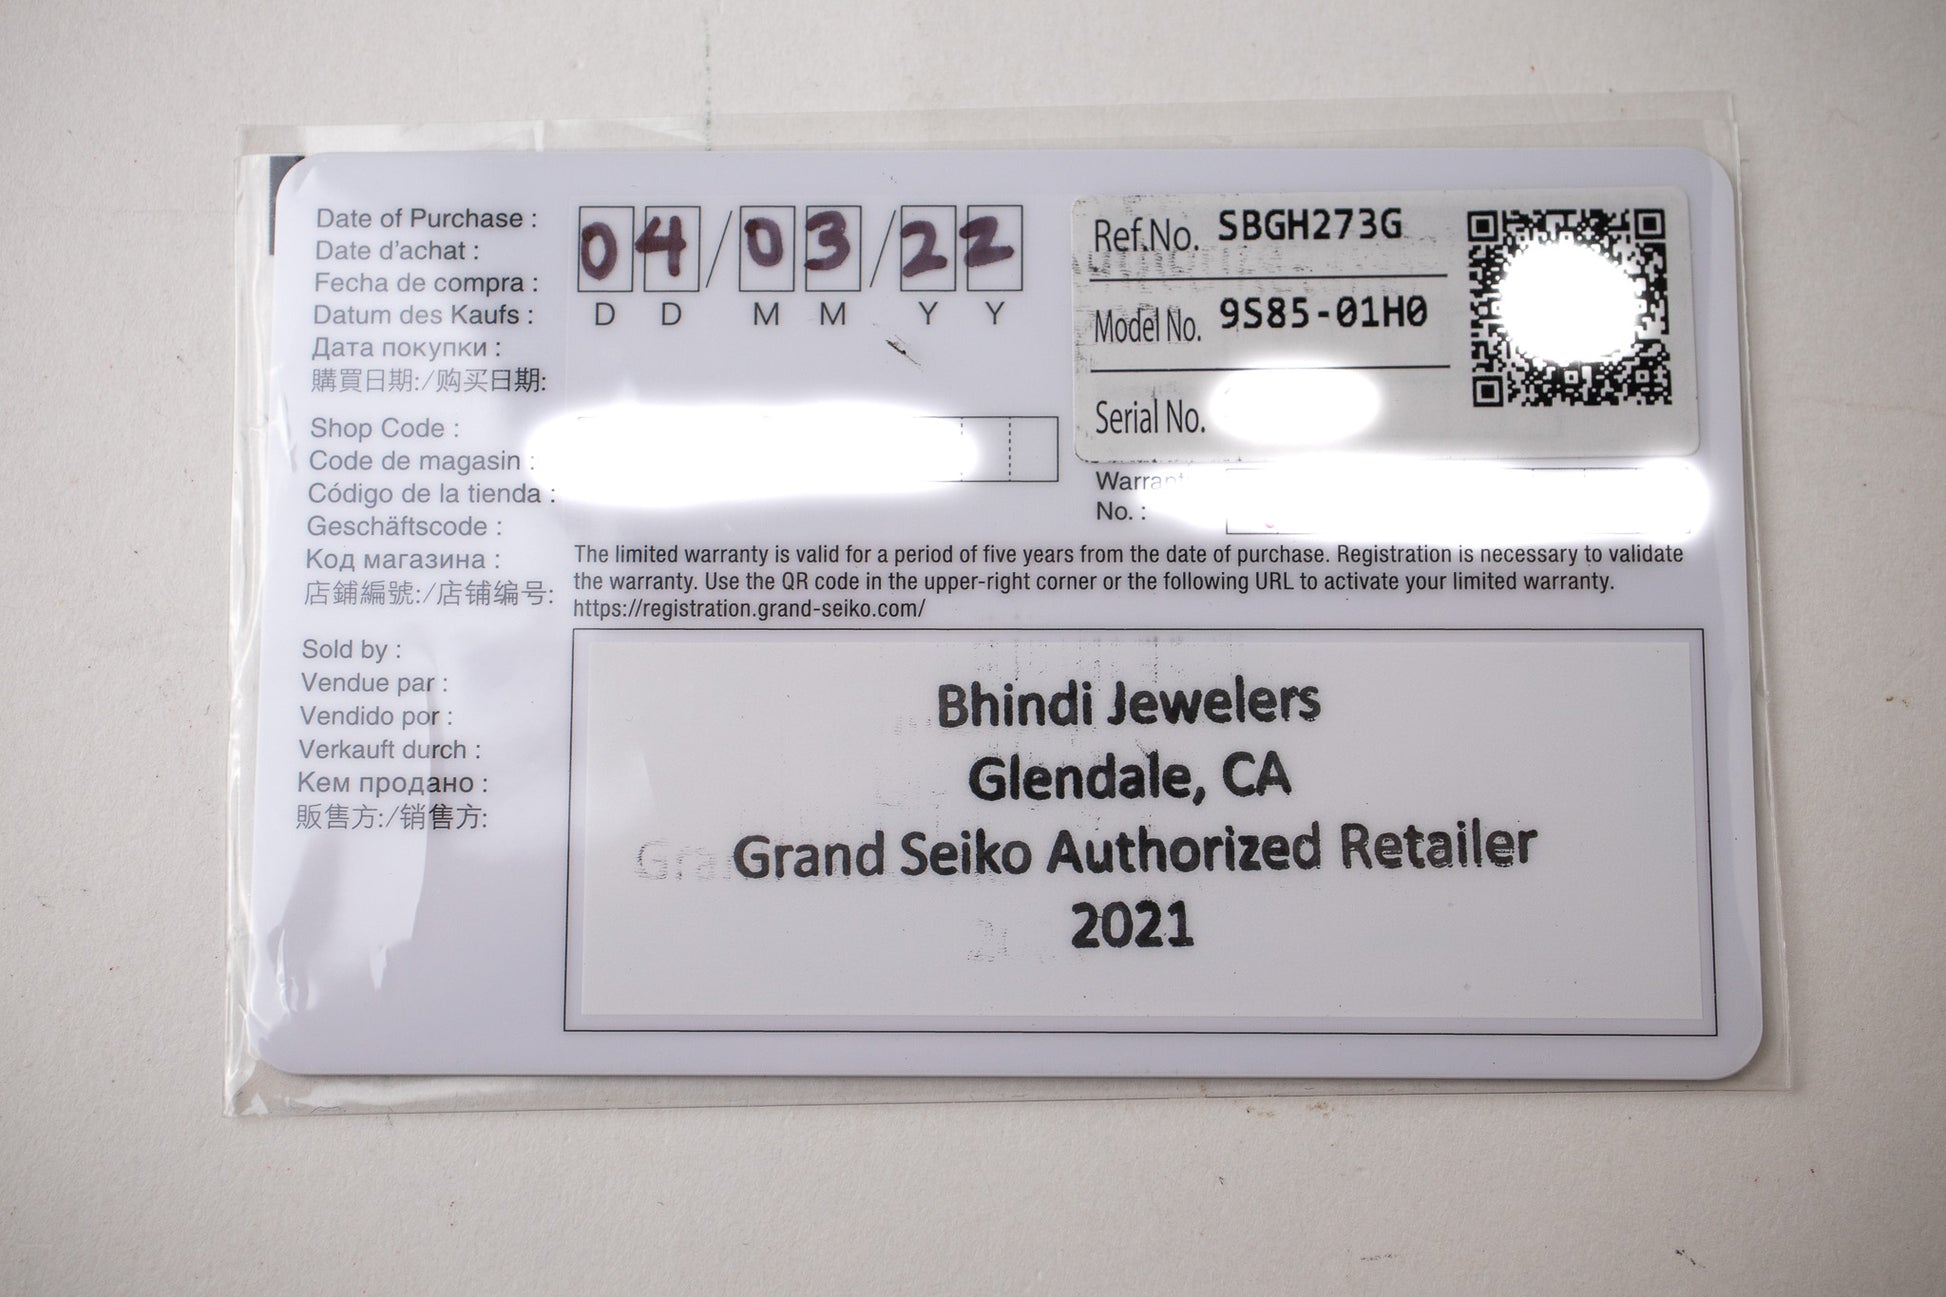 Date of Purchase :
Date d'achat :
Fecha de compra :
Datum des Kaufs :
Дата покупки :
購買日期:/购买日期:
04/03/22
D D M M Y Y
Ref.No. SBGH273G
Model No. 9S85-01H0
Serial No.
Shop Code :
Code de magasin :
Código de la tienda :
Geschäftscode :
Код магазина :
店鋪編號:/店铺编号:
Warranty
No. :
The limited warranty is valid for a period of five years from the date of purchase. Registration is necessary to validate
the warranty. Use the QR code in the upper-right corner or the following URL to activate your limited warranty.
https://registration.grand-seiko.com/
Sold by :
Vendue par :
Vendido por :
Verkauft durch :
Кем продано :
販售方:/销售方:
Bhindi Jewelers
Glendale, CA
Grand Seiko Authorized Retailer
2021